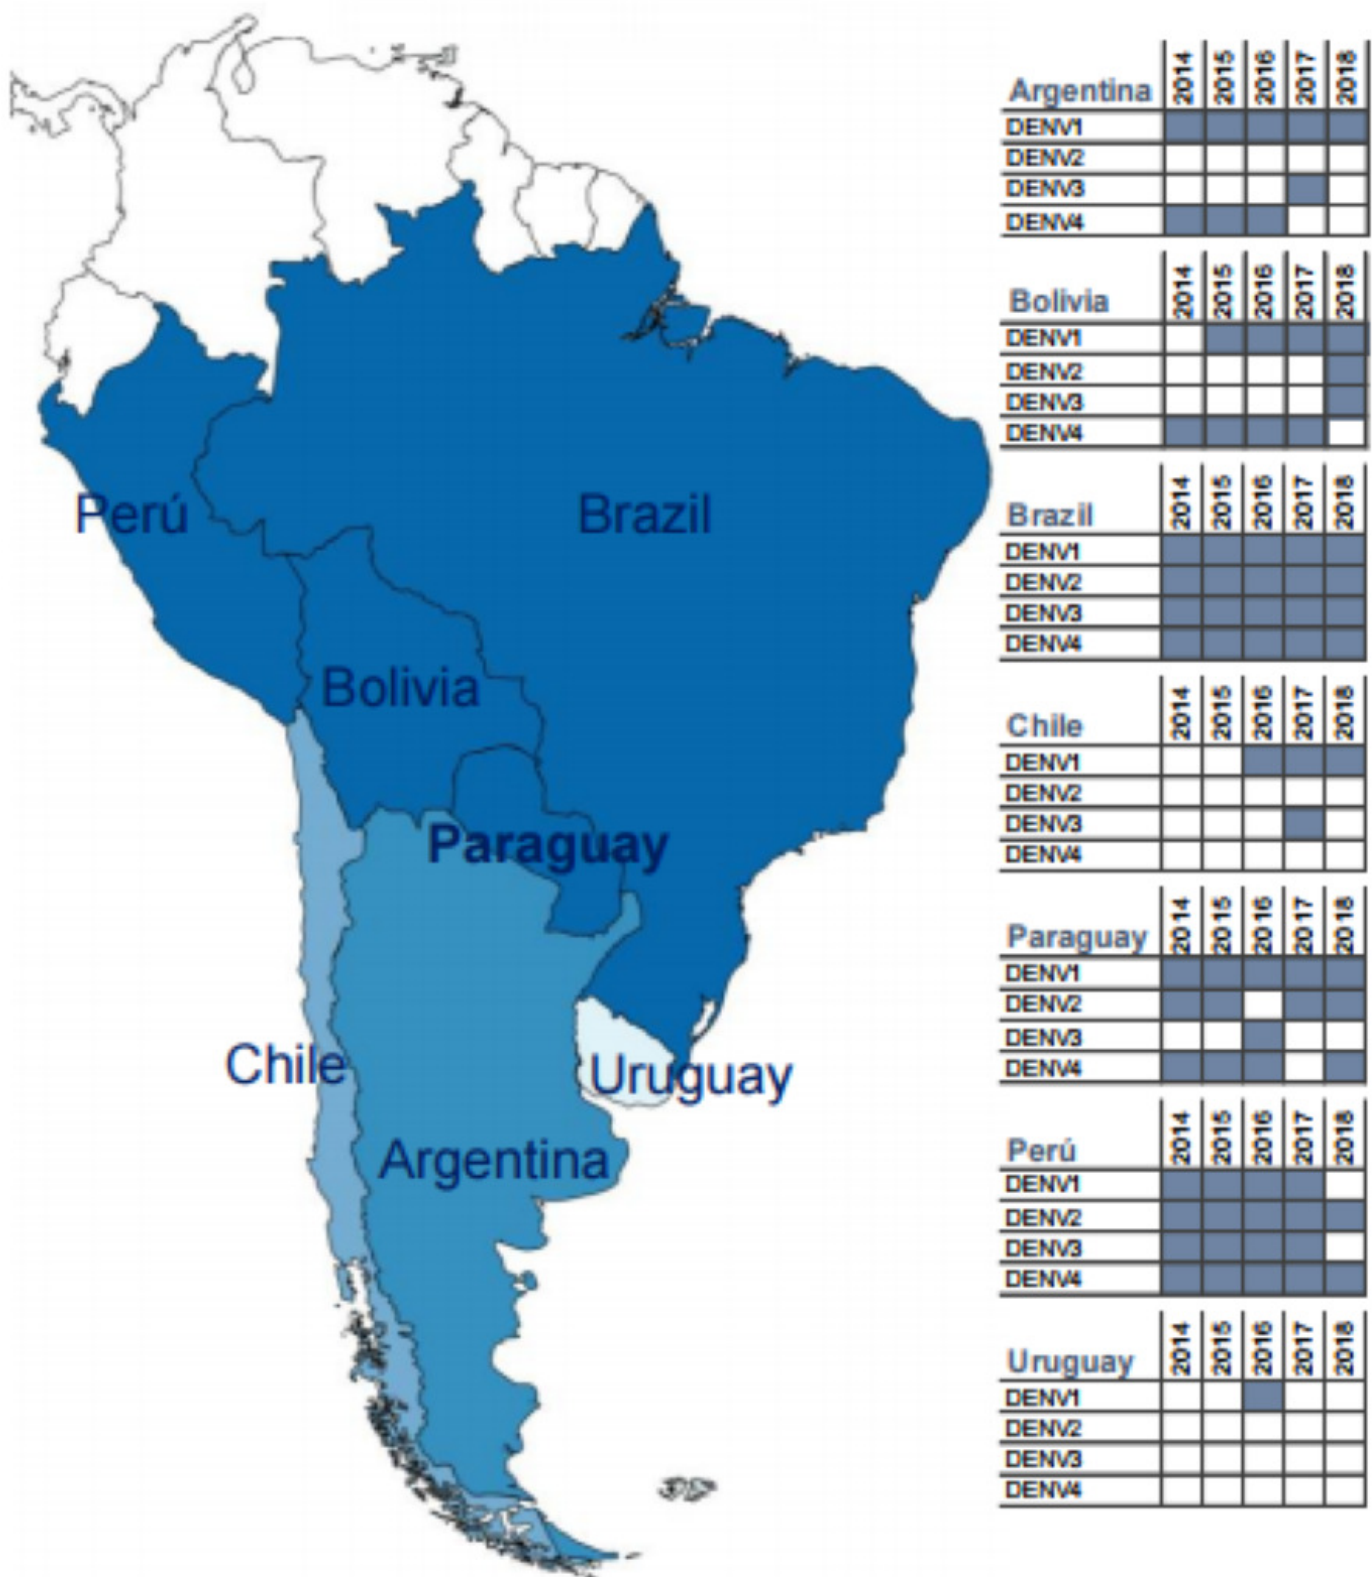 Perú
Brazil
Bolivia
Paraguay
Chile
Uruguay
Argentina
Argentina 2014 2015 2016 2017 2018
DENV1
DENV2
DENV3
DENV4
Bolivia 2014 2015 2016 2017 2018
DENV1
DENV2
DENV3
DENV4
Brazil 2014 2015 2016 2017 2018
DENV1
DENV2
DENV3
DENV4
Chile 2014 2015 2016 2017 2018
DENV1
DENV2
DENV3
DENV4
Paraguay 2014 2015 2016 2017 2018
DENV1
DENV2
DENV3
DENV4
Perú 2014 2015 2016 2017 2018
DENV1
DENV2
DENV3
DENV4
Uruguay 2014 2015 2016 2017 2018
DENV1
DENV2
DENV3
DENV4